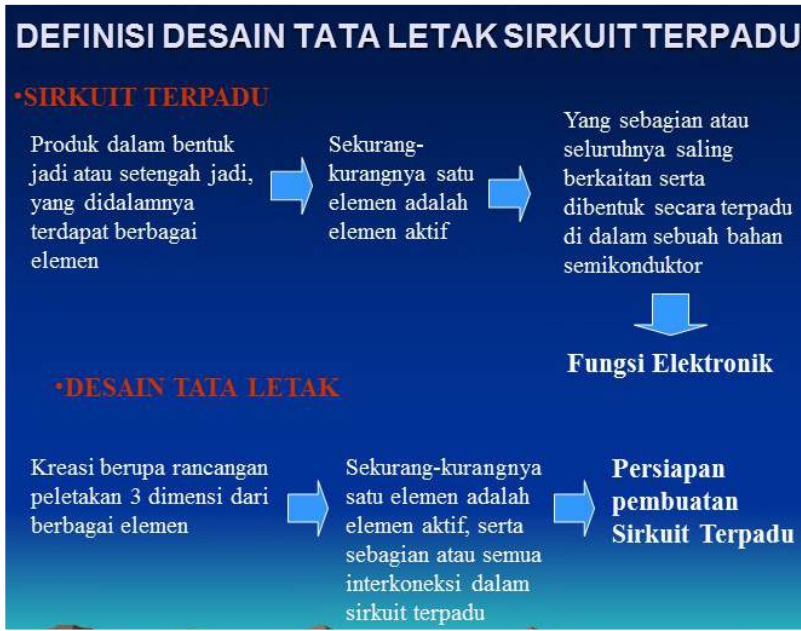 DEFINISI DESAIN TATA LETAK SIRKUIT TERPADU
•SIRKUIT TERPADU
Produk dalam bentuk
jadi atau setengah jadi,
yang didalamnya
terdapat berbagai
elemen
Sekurang-
kurangnya satu
elemen adalah
elemen aktif
Yang sebagian atau
seluruhnya saling
berkaitan serta
dibentuk secara terpadu
di dalam sebuah bahan
semikonduktor
Fungsi Elektronik
•DESAIN TATA LETAK
Kreasi berupa rancangan
peletakan 3 dimensi dari
berbagai elemen
Sekurang-kurangnya
satu elemen adalah
elemen aktif, serta
sebagian atau semua
interkoneksi dalam
sirkuit terpadu
Persiapan
pembuatan
Sirkuit Terpadu